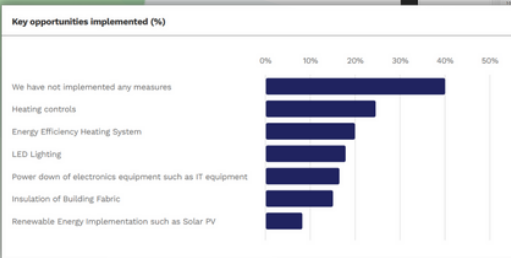 Key opportunities implemented (%)
0% 10% 20% 30% 40% 50%
We have not implemented any measures
Heating controls
Energy Efficiency Heating System
LED Lighting
Power down of electronics equipment such as IT equipment
Insulation of Building Fabric
Renewable Energy Implementation such as Solar PV